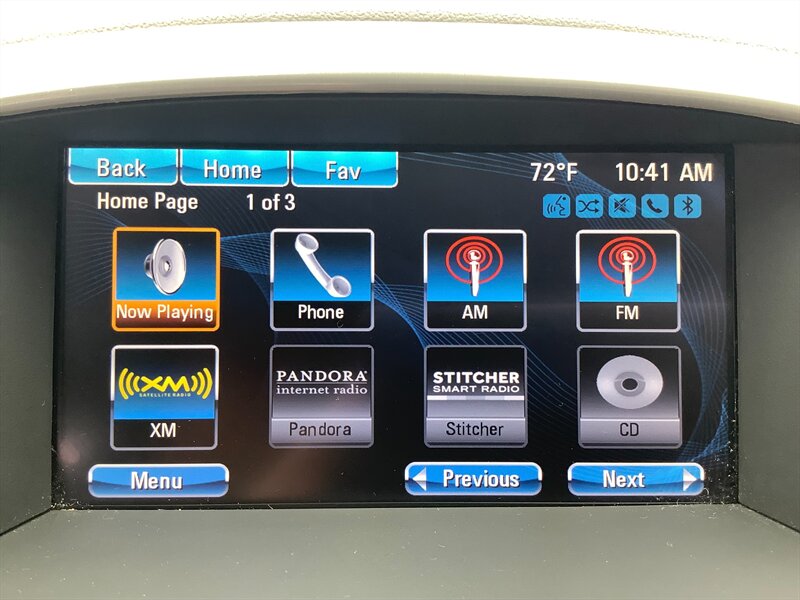 Back Home Fav 72°F 10:41 AM
Home Page 1 of 3
Now Playing Phone AM FM
XM
SATELLITE RADIO
PANDORA®
internet radio
STITCHER
SMART RADIO
XM Pandora Stitcher CD
Menu Previous Next